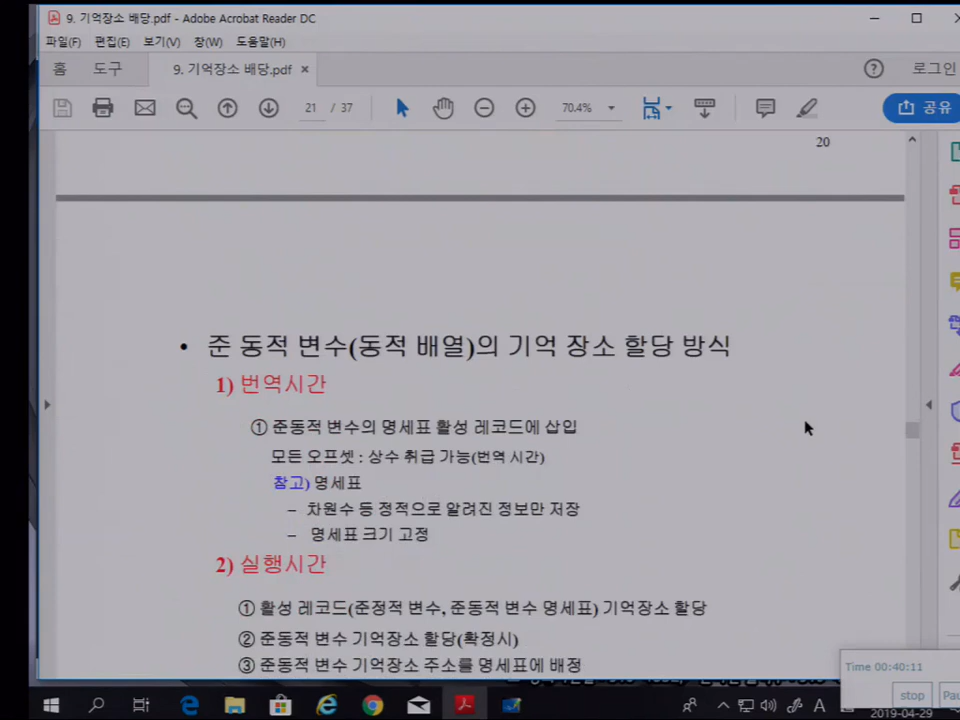 9. 기억장소 배당.pdf - Adobe Acrobat Reader DC
파일(F) 편집(E) 보기(V) 창(W) 도움말(H)
홈 도구 9. 기억장소 배당.pdf × 로그인
21 / 37 70.4% 공유
20
• 준 동적 변수(동적 배열)의 기억 장소 할당 방식
1) 번역시간
① 준동적 변수의 명세표 활성 레코드에 삽입
모든 오프셋 : 상수 취급 가능(번역 시간)
참고) 명세표
– 차원수 등 정적으로 알려진 정보만 저장
– 명세표 크기 고정
2) 실행시간
① 활성 레코드(준정적 변수, 준동적 변수 명세표) 기억장소 할당
② 준동적 변수 기억장소 할당(확정시)
③ 준동적 변수 기억장소 주소를 명세표에 배정
Time 00:40:11
stop
A
2019-04-29